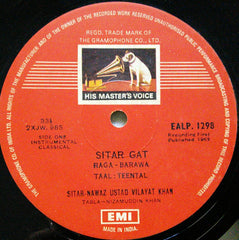 REGD. TRADE MARK OF
THE GRAMOPHONE CO., LTD.
HIS MASTER'S VOICE
331
2XJW. 985
SIDE ONE
INSTRUMENTAL
CLASSICAL
EALP. 1298
Recording First
Published 1965
SITAR GAT
RAGA - BARAWA
TAAL : TEENTAL
SITAR-NAWAZ USTAD VILAYAT KHAN
TABLA - NIZAMUDDIN KHAN
EMI
MADE IN INDIA